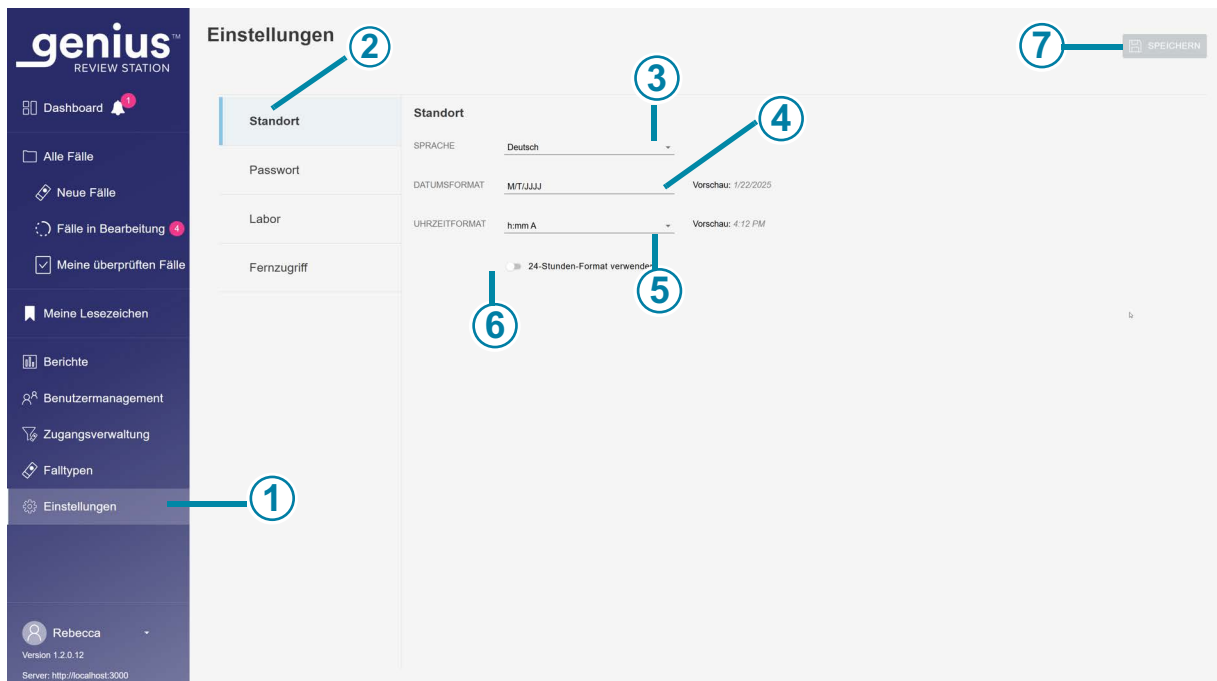 genius™
REVIEW STATION
Dashboard 1
Alle Fälle
Neue Fälle
Fälle in Bearbeitung 4
Meine überprüften Fälle
Meine Lesezeichen
Berichte
Benutzermanagement
Zugangsverwaltung
Falltypen
Einstellungen
1
Rebecca
Version 1.2.0.12
Server: http://localhost:3000
Einstellungen
2
7
SPEICHERN
Standort
Passwort
Labor
Fernzugriff
Standort
3
4
SPRACHE Deutsch
DATUMSFORMAT M/T/JJJJ Vorschau: 1/22/2025
UHRZEITFORMAT h:mm A Vorschau: 4:12 PM
24-Stunden-Format verwenden
5
6